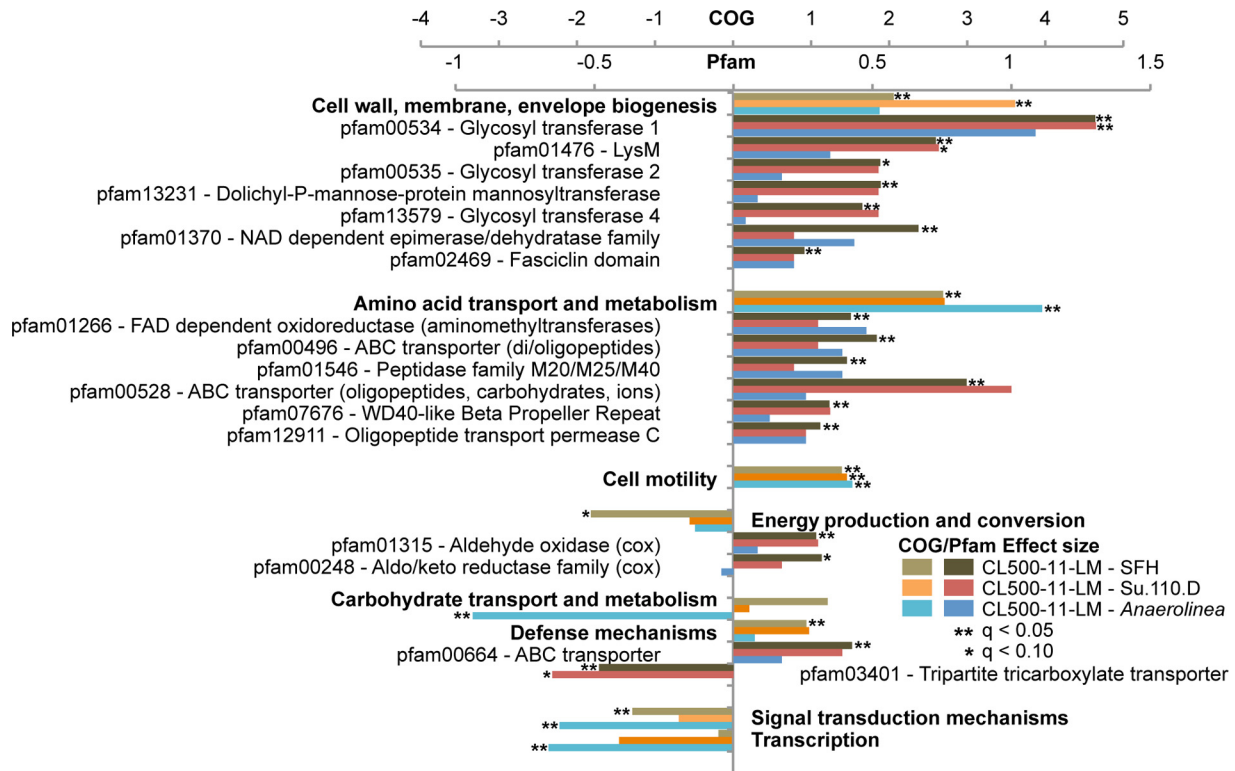 -4 -3 -2 -1 COG 1 2 3 4 5
-1 -0.5 Pfam 0.5 1 1.5
Cell wall, membrane, envelope biogenesis ** **
pfam00534 - Glycosyl transferase 1 ** **
pfam01476 - LysM ** *
pfam00535 - Glycosyl transferase 2 *
pfam13231 - Dolichyl-P-mannose-protein mannosyltransferase **
pfam13579 - Glycosyl transferase 4 **
pfam01370 - NAD dependent epimerase/dehydratase family **
pfam02469 - Fasciclin domain **
Amino acid transport and metabolism ** **
pfam01266 - FAD dependent oxidoreductase (aminomethyltransferases) **
pfam00496 - ABC transporter (di/oligopeptides) **
pfam01546 - Peptidase family M20/M25/M40 **
pfam00528 - ABC transporter (oligopeptides, carbohydrates, ions) **
pfam07676 - WD40-like Beta Propeller Repeat **
pfam12911 - Oligopeptide transport permease C **
Cell motility ** ** **
* Energy production and conversion
pfam01315 - Aldehyde oxidase (cox) **
pfam00248 - Aldo/keto reductase family (cox) *
COG/Pfam Effect size
CL500-11-LM - SFH
CL500-11-LM - Su.110.D
CL500-11-LM - Anaerolinea
** q < 0.05
* q < 0.10
Carbohydrate transport and metabolism
**
Defense mechanisms **
pfam00664 - ABC transporter **
** * pfam03401 - Tripartite tricarboxylate transporter
** ** Signal transduction mechanisms
** Transcription